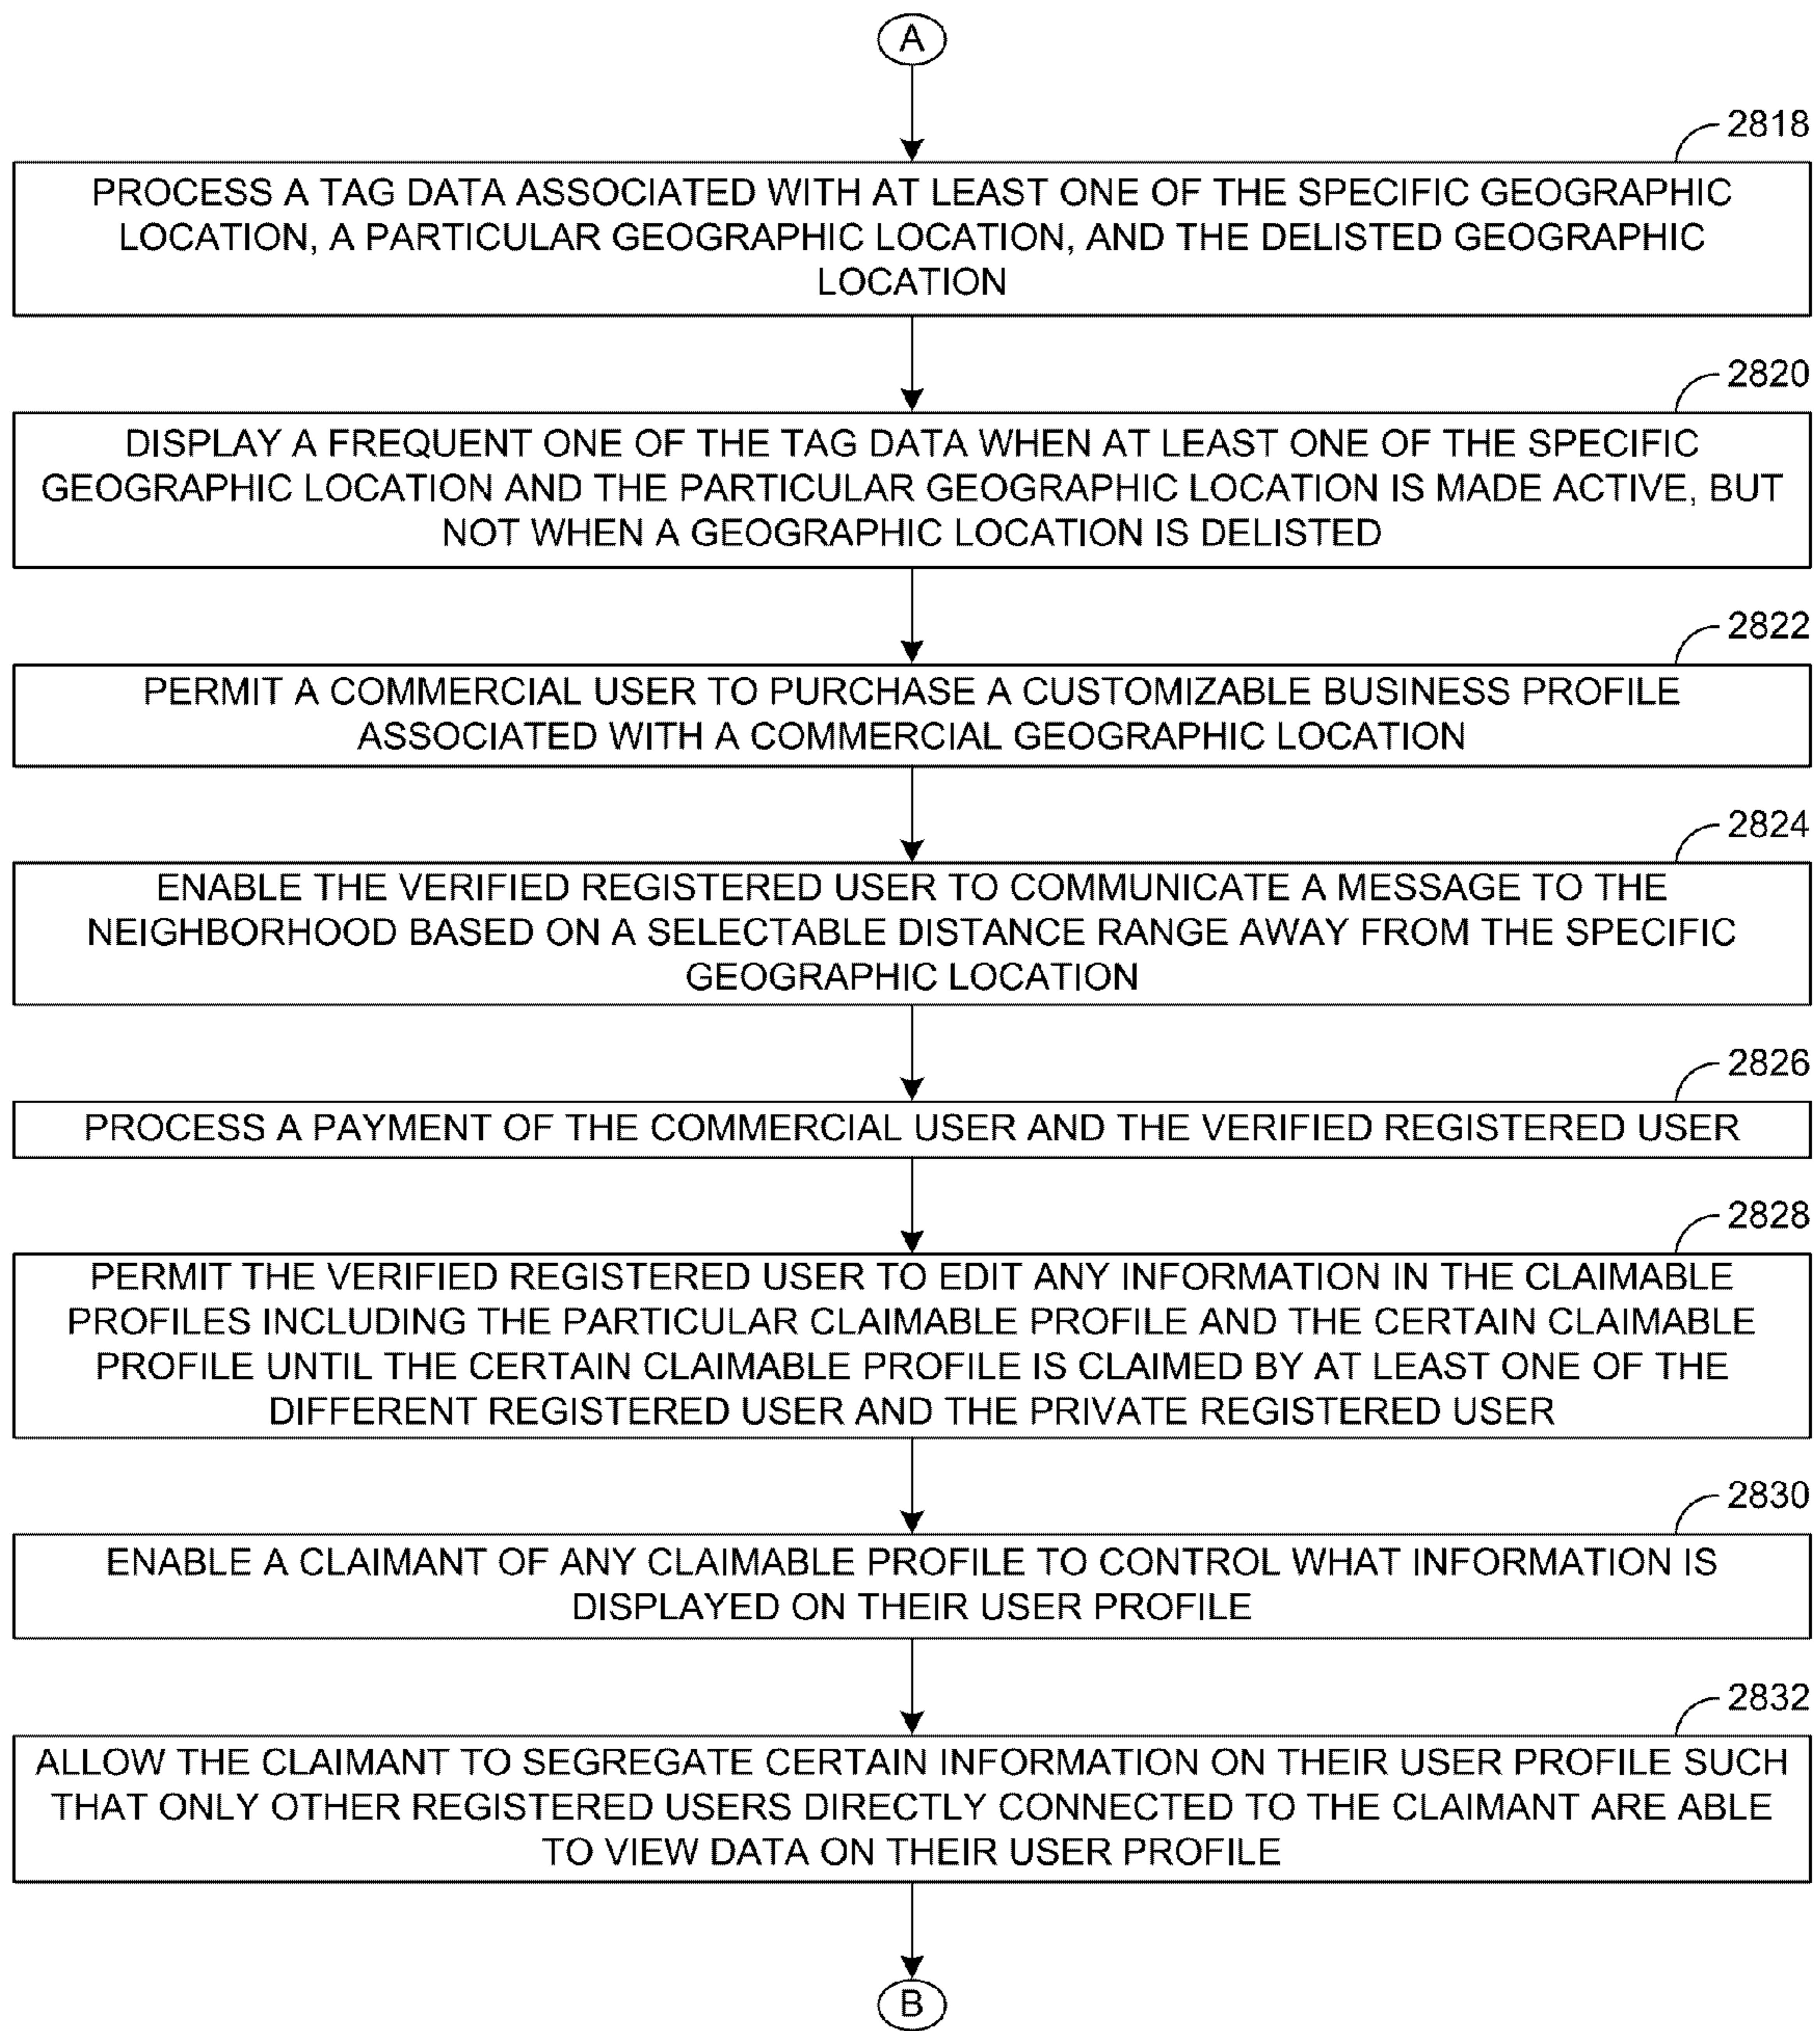 A
2818
PROCESS A TAG DATA ASSOCIATED WITH AT LEAST ONE OF THE SPECIFIC GEOGRAPHIC
LOCATION, A PARTICULAR GEOGRAPHIC LOCATION, AND THE DELISTED GEOGRAPHIC
LOCATION
2820
DISPLAY A FREQUENT ONE OF THE TAG DATA WHEN AT LEAST ONE OF THE SPECIFIC
GEOGRAPHIC LOCATION AND THE PARTICULAR GEOGRAPHIC LOCATION IS MADE ACTIVE, BUT
NOT WHEN A GEOGRAPHIC LOCATION IS DELISTED
2822
PERMIT A COMMERCIAL USER TO PURCHASE A CUSTOMIZABLE BUSINESS PROFILE
ASSOCIATED WITH A COMMERCIAL GEOGRAPHIC LOCATION
2824
ENABLE THE VERIFIED REGISTERED USER TO COMMUNICATE A MESSAGE TO THE
NEIGHBORHOOD BASED ON A SELECTABLE DISTANCE RANGE AWAY FROM THE SPECIFIC
GEOGRAPHIC LOCATION
2826
PROCESS A PAYMENT OF THE COMMERCIAL USER AND THE VERIFIED REGISTERED USER
2828
PERMIT THE VERIFIED REGISTERED USER TO EDIT ANY INFORMATION IN THE CLAIMABLE
PROFILES INCLUDING THE PARTICULAR CLAIMABLE PROFILE AND THE CERTAIN CLAIMABLE
PROFILE UNTIL THE CERTAIN CLAIMABLE PROFILE IS CLAIMED BY AT LEAST ONE OF THE
DIFFERENT REGISTERED USER AND THE PRIVATE REGISTERED USER
2830
ENABLE A CLAIMANT OF ANY CLAIMABLE PROFILE TO CONTROL WHAT INFORMATION IS
DISPLAYED ON THEIR USER PROFILE
2832
ALLOW THE CLAIMANT TO SEGREGATE CERTAIN INFORMATION ON THEIR USER PROFILE SUCH
THAT ONLY OTHER REGISTERED USERS DIRECTLY CONNECTED TO THE CLAIMANT ARE ABLE
TO VIEW DATA ON THEIR USER PROFILE
B